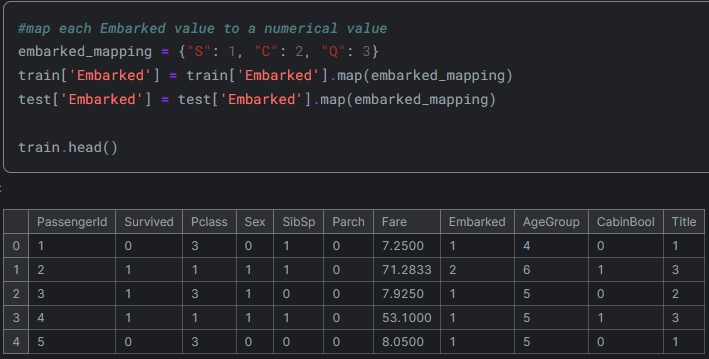 #map each Embarked value to a numerical value
embarked_mapping = {"S": 1, "C": 2, "Q": 3}
train['Embarked'] = train['Embarked'].map(embarked_mapping)
test['Embarked'] = test['Embarked'].map(embarked_mapping)
train.head()
:
PassengerId Survived Pclass Sex SibSp Parch Fare Embarked AgeGroup CabinBool Title
0 1 0 3 0 1 0 7.2500 1 4 0 1
1 2 1 1 1 1 0 71.2833 2 6 1 3
2 3 1 3 1 0 0 7.9250 1 5 0 2
3 4 1 1 1 1 0 53.1000 1 5 1 3
4 5 0 3 0 0 0 8.0500 1 5 0 1